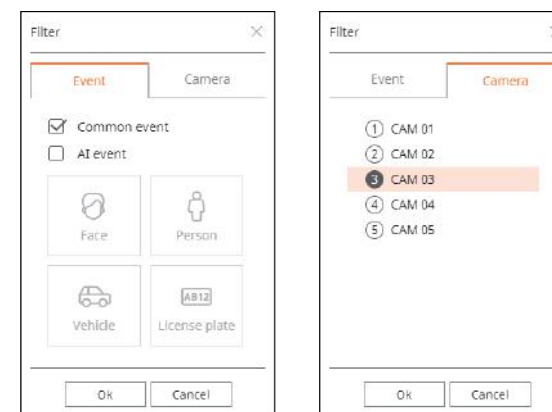 Filter
Event Camera
Common event
AI event
Face Person
AB12
Vehicle License plate
Ok Cancel
Filter
Event Camera
1 CAM 01
2 CAM 02
3 CAM 03
4 CAM 04
5 CAM 05
Ok Cancel